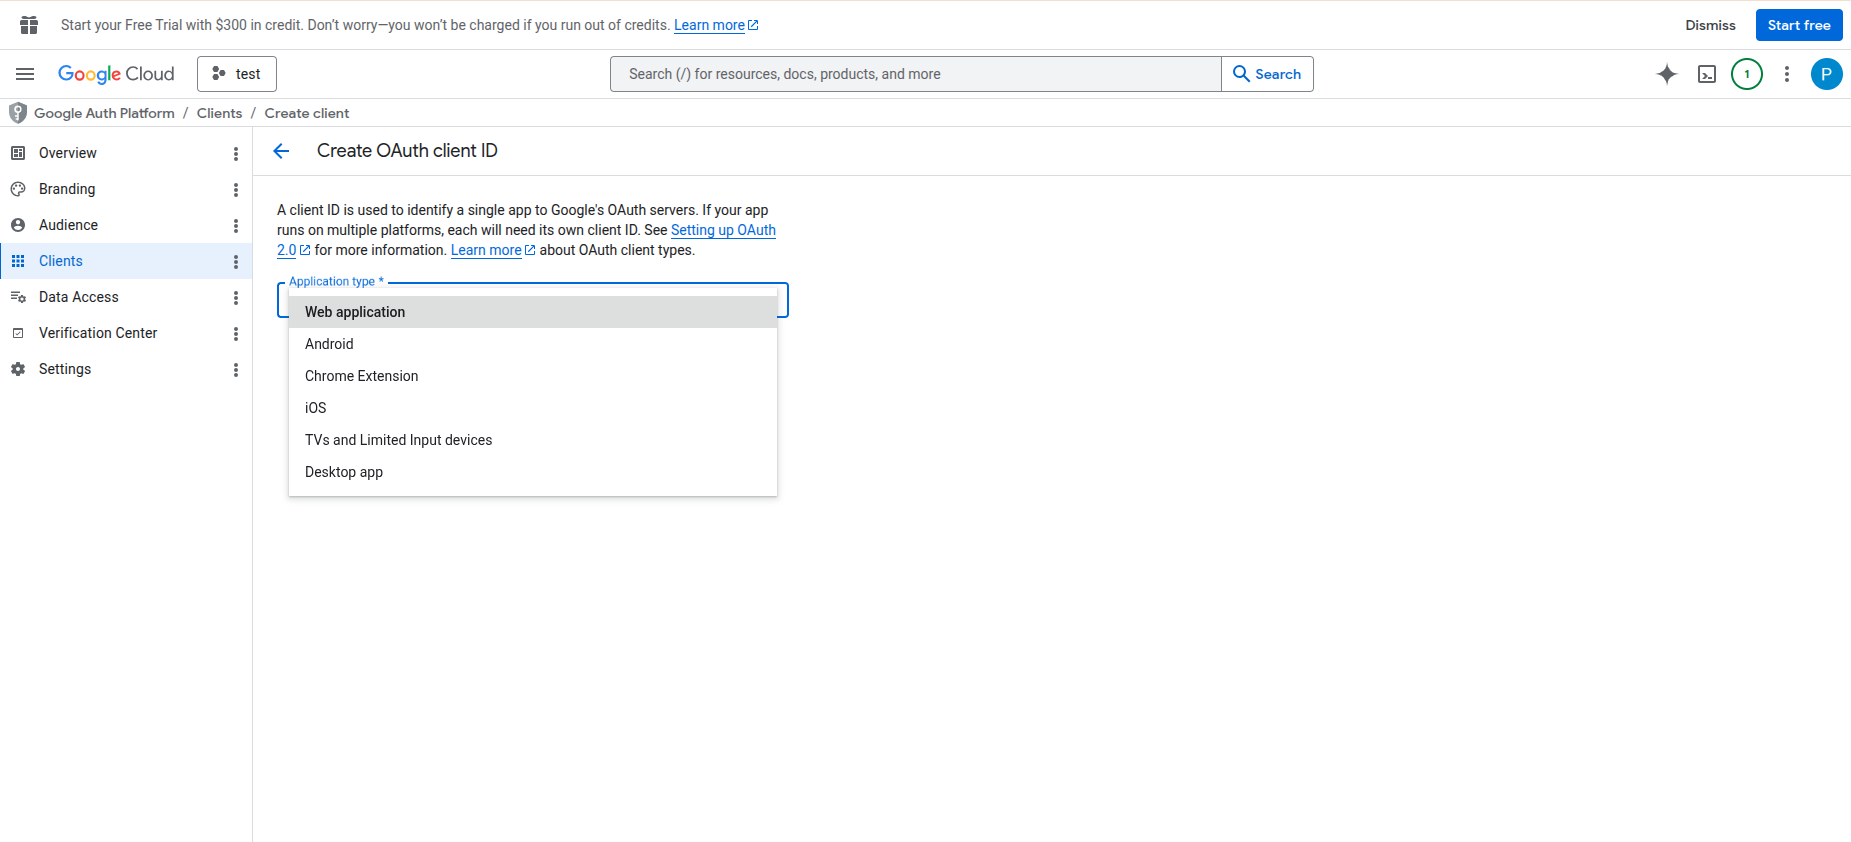 Start your Free Trial with $300 in credit. Don't worry—you won't be charged if you run out of credits. Learn more
Dismiss
Start free
Google Cloud
test
Search (/) for resources, docs, products, and more
Search
1
P
Google Auth Platform / Clients / Create client
Overview
Branding
Audience
Clients
Data Access
Verification Center
Settings
Create OAuth client ID
A client ID is used to identify a single app to Google's OAuth servers. If your app
runs on multiple platforms, each will need its own client ID. See Setting up OAuth
2.0 for more information. Learn more about OAuth client types.
Application type *
Web application
Android
Chrome Extension
iOS
TVs and Limited Input devices
Desktop app